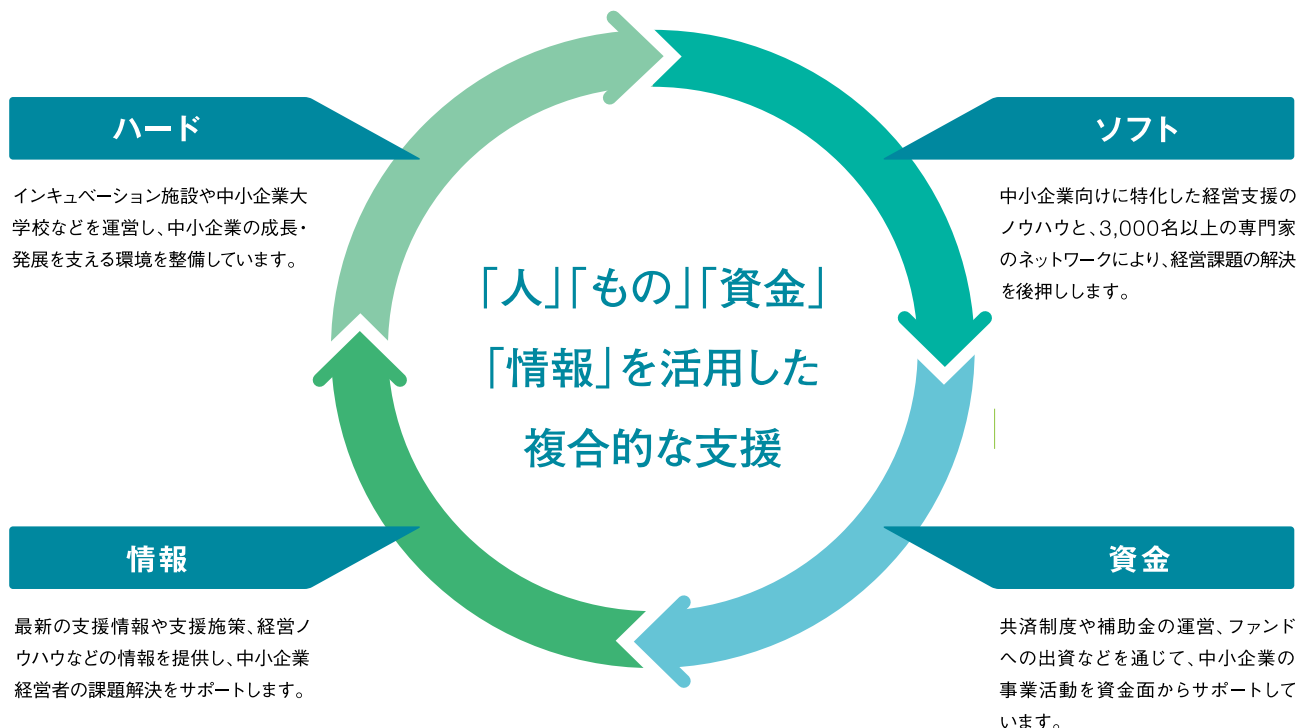 ハード
インキュベーション施設や中小企業大
学校などを運営し、中小企業の成長・
発展を支える環境を整備しています。
ソフト
中小企業向けに特化した経営支援の
ノウハウと、3,000名以上の専門家
のネットワークにより、経営課題の解決
を後押しします。
「人」「もの」「資金」
「情報」を活用した
複合的な支援
情報
最新の支援情報や支援施策、経営ノ
ウハウなどの情報を提供し、中小企業
経営者の課題解決をサポートします。
資金
共済制度や補助金の運営、ファンド
への出資などを通じて、中小企業の
事業活動を資金面からサポートして
います。